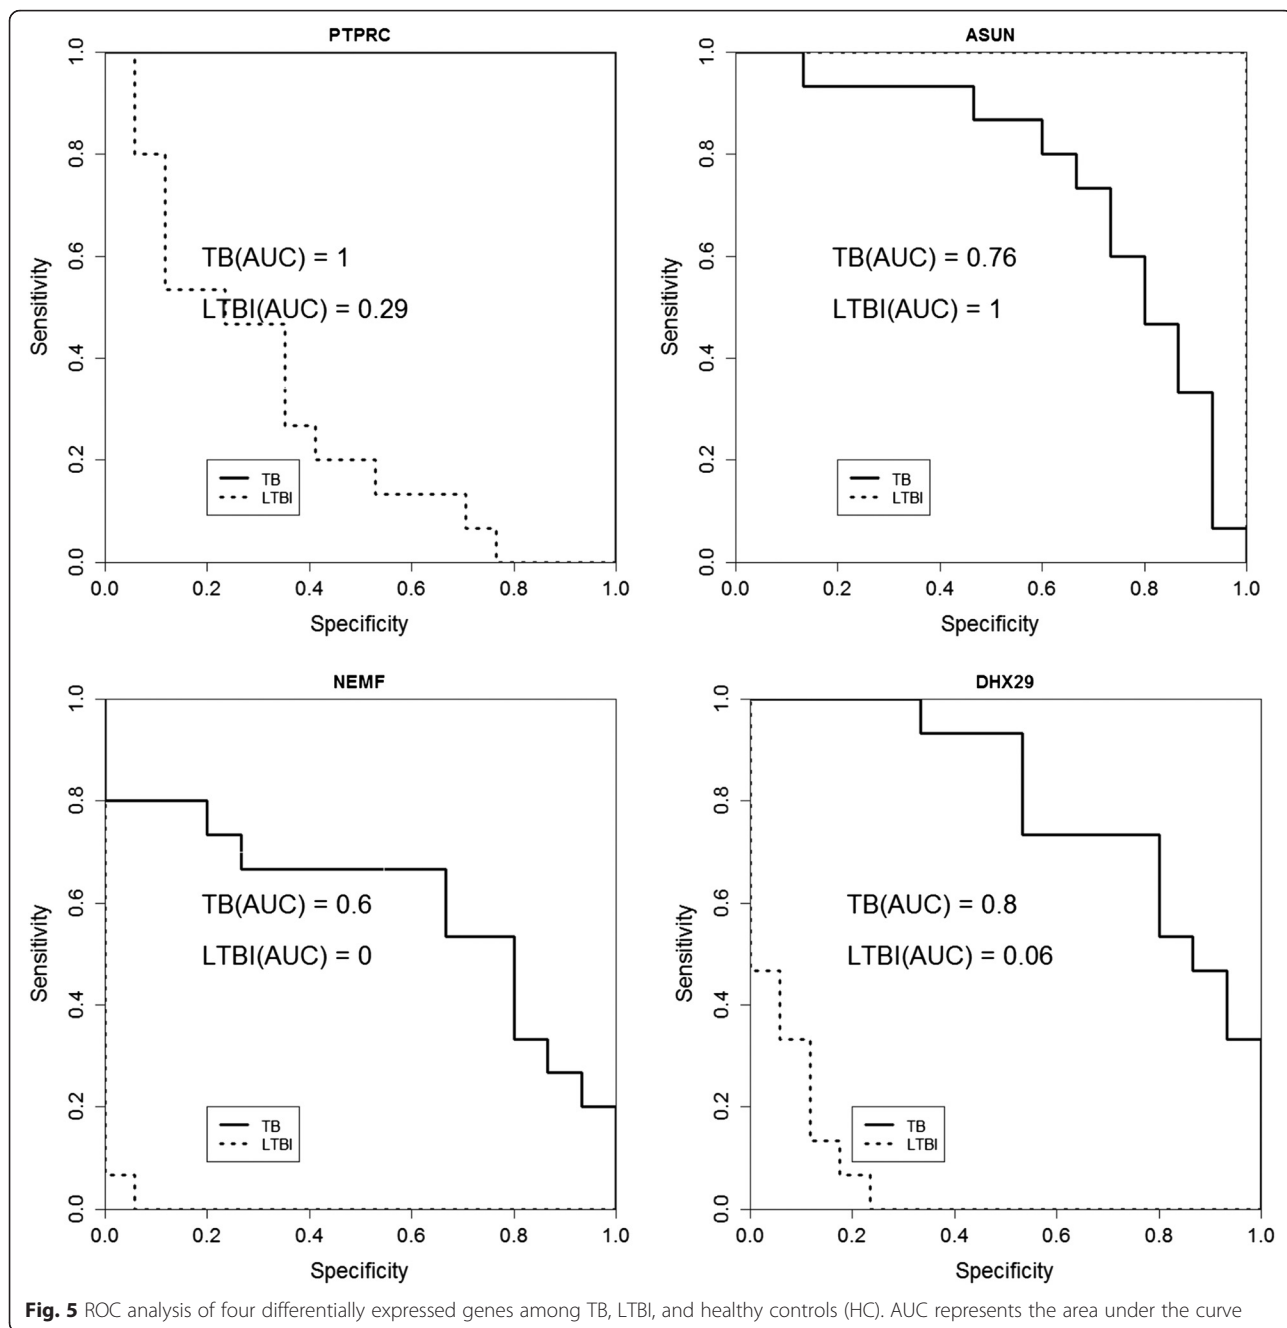 PTPRC
1.0
0.8
0.6
0.4
0.2
0.0
Sensitivity
TB(AUC) = 1
LTBI(AUC) = 0.29
TB
LTBI
0.0 0.2 0.4 0.6 0.8 1.0
Specificity
ASUN
1.0
0.8
0.6
0.4
0.2
0.0
Sensitivity
TB(AUC) = 0.76
LTBI(AUC) = 1
TB
LTBI
0.0 0.2 0.4 0.6 0.8 1.0
Specificity
NEMF
1.0
0.8
0.6
0.4
0.2
0.0
Sensitivity
TB(AUC) = 0.6
LTBI(AUC) = 0
TB
LTBI
0.0 0.2 0.4 0.6 0.8 1.0
Specificity
DHX29
1.0
0.8
0.6
0.4
0.2
0.0
Sensitivity
TB(AUC) = 0.8
LTBI(AUC) = 0.06
TB
LTBI
0.0 0.2 0.4 0.6 0.8 1.0
Specificity
Fig. 5 ROC analysis of four differentially expressed genes among TB, LTBI, and healthy controls (HC). AUC represents the area under the curve